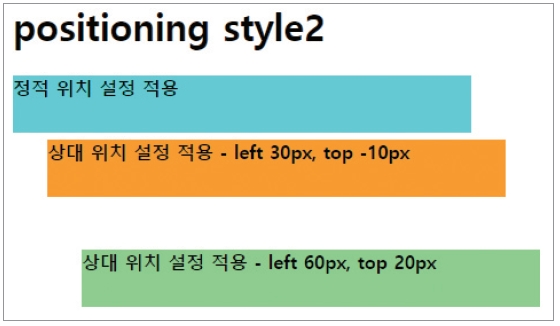 positioning style2
정적 위치 설정 적용
상대 위치 설정 적용 - left 30px, top -10px
상대 위치 설정 적용 - left 60px, top 20px